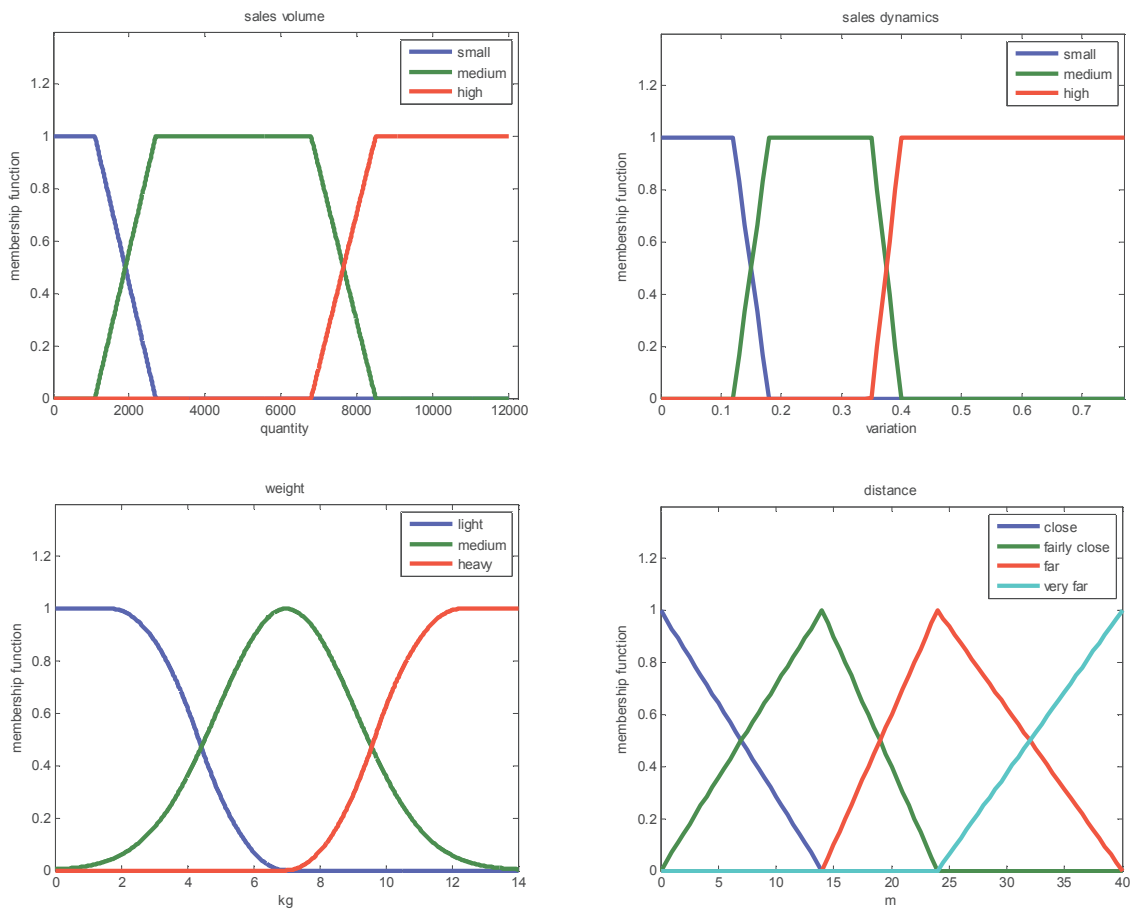 sales volume
small
medium
high
1.2
1
0.8
0.6
0.4
0.2
0
membership function
0
2000
4000
6000
8000
10000
12000
quantity
sales dynamics
small
medium
high
1.2
1
0.8
0.6
0.4
0.2
0
membership function
0
0.1
0.2
0.3
0.4
0.5
0.6
0.7
variation
weight
light
medium
heavy
1.2
1
0.8
0.6
0.4
0.2
0
membership function
0
2
4
6
8
10
12
14
kg
distance
close
fairly close
far
very far
1.2
1
0.8
0.6
0.4
0.2
0
membership function
0
5
10
15
20
25
30
35
40
m